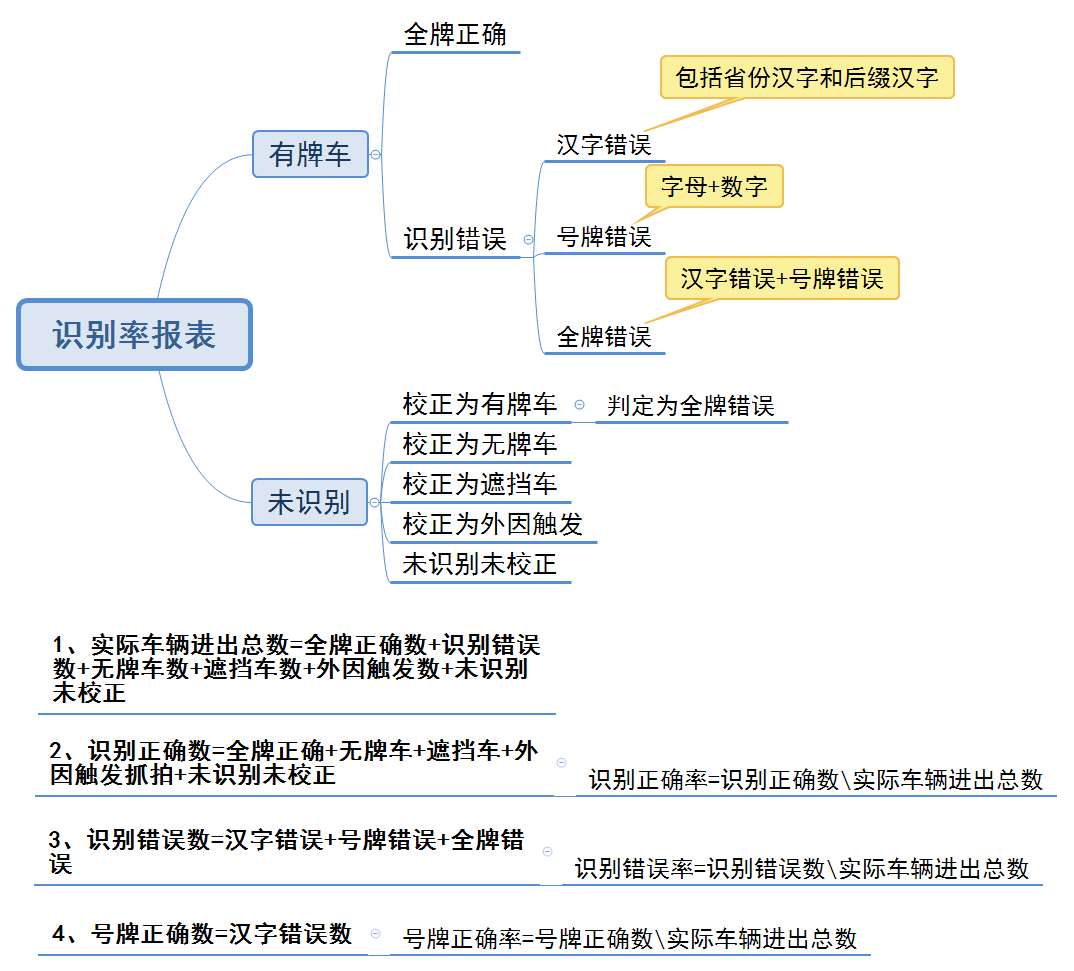 全牌正确
包括省份汉字和后缀汉字
汉字错误
有牌车
字母+数字
识别错误
号牌错误
汉字错误+号牌错误
识别率报表
全牌错误
校正为有牌车
判定为全牌错误
校正为无牌车
校正为遮挡车
未识别
校正为外因触发
未识别未校正
1、实际车辆进出总数=全牌正确数+识别错误
数+无牌车数+遮挡车数+外因触发数+未识别
未校正
2、识别正确数=全牌正确+无牌车+遮挡车+外
因触发抓拍+未识别未校正
识别正确率=识别正确数\实际车辆进出总数
3、识别错误数=汉字错误+号牌错误+全牌错
误
识别错误率=识别错误数\实际车辆进出总数
4、号牌正确数=汉字错误数
号牌正确率=号牌正确数\实际车辆进出总数